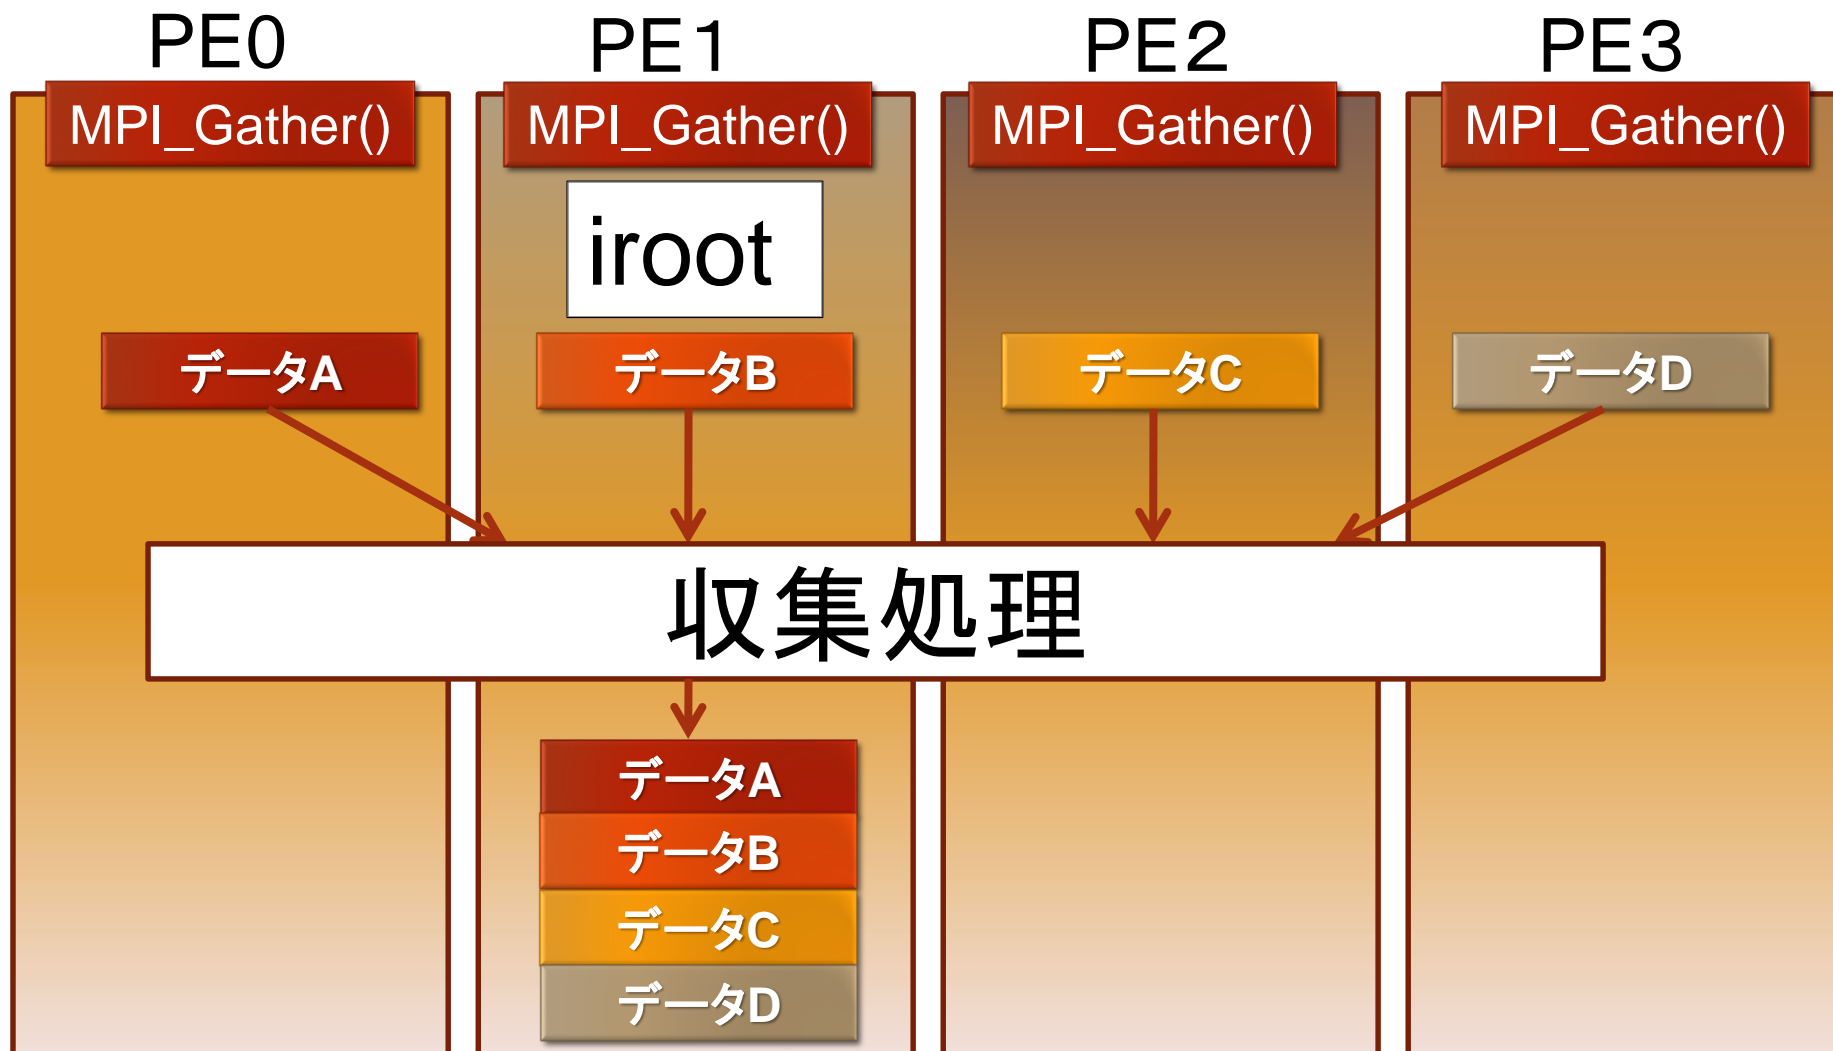 PE0
PE1
PE2
PE3
MPI_Gather()
MPI_Gather()
MPI_Gather()
MPI_Gather()
iroot
データA
データB
データC
データD
収集処理
データA
データB
データC
データD